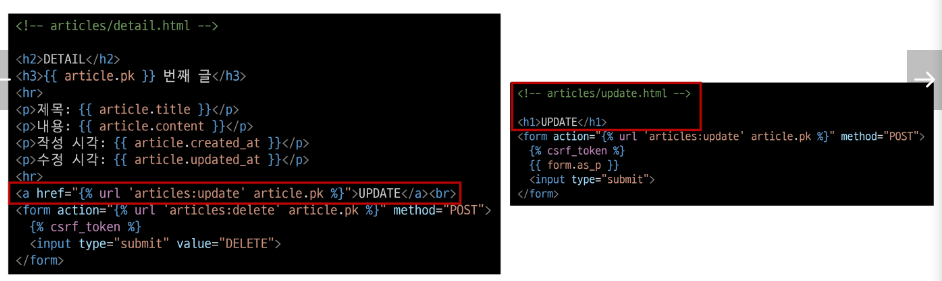 <!-- articles/detail.html -->
<h2>DETAIL</h2>
<h3>{{ article.pk }} 번째 글</h3>
<hr>
<p>제목: {{ article.title }}</p>
<p>내용: {{ article.content }}</p>
<p>작성 시각: {{ article.created_at }}</p>
<p>수정 시각: {{ article.updated_at }}</p>
<hr>
<a href="{% url 'articles:update' article.pk %}">UPDATE</a><br>
<form action="{% url 'articles:delete' article.pk %}" method="POST">
  {% csrf_token %}
  <input type="submit" value="DELETE">
</form>
<!-- articles/update.html -->
<h1>UPDATE</h1>
<form action="{% url 'articles:update' article.pk %}" method="POST">
  {% csrf_token %}
  {{ form.as_p }}
  <input type="submit">
</form>